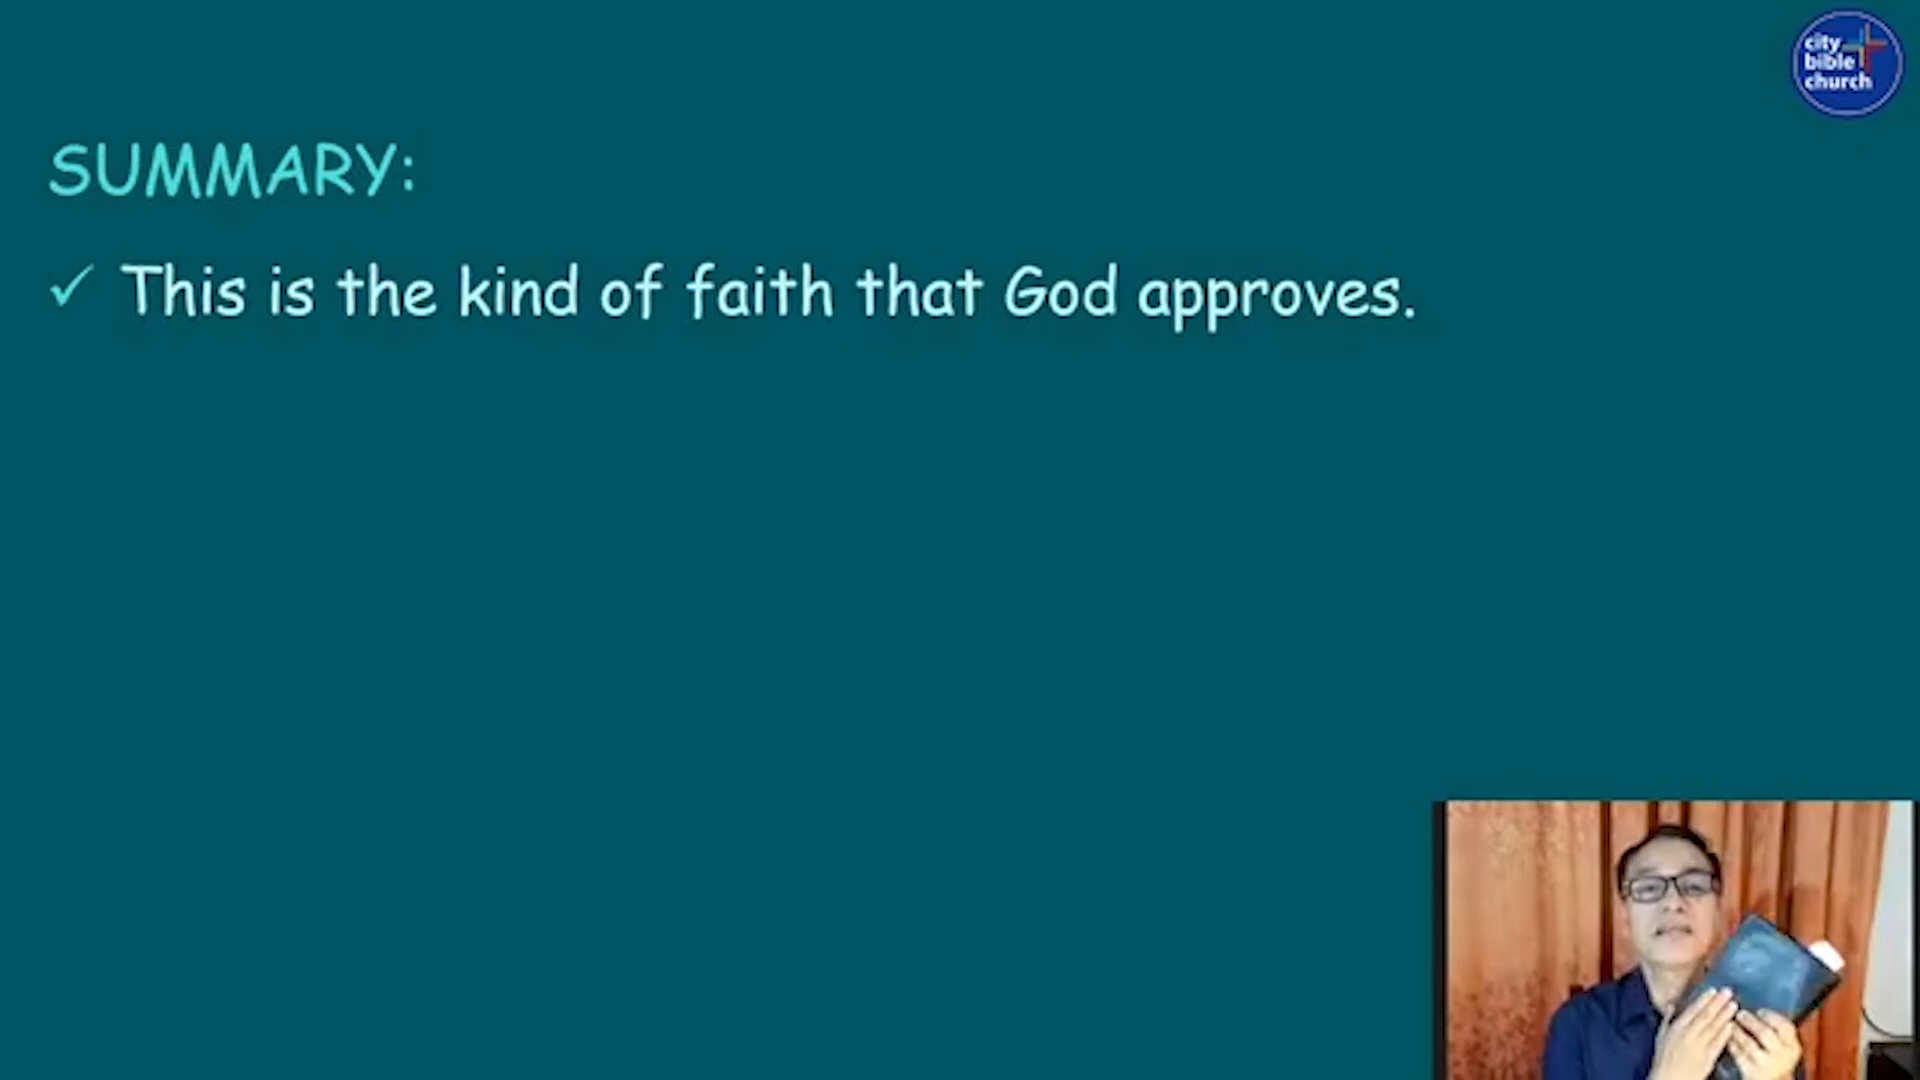 city
bible
church
SUMMARY:
✓ This is the kind of faith that God approves.